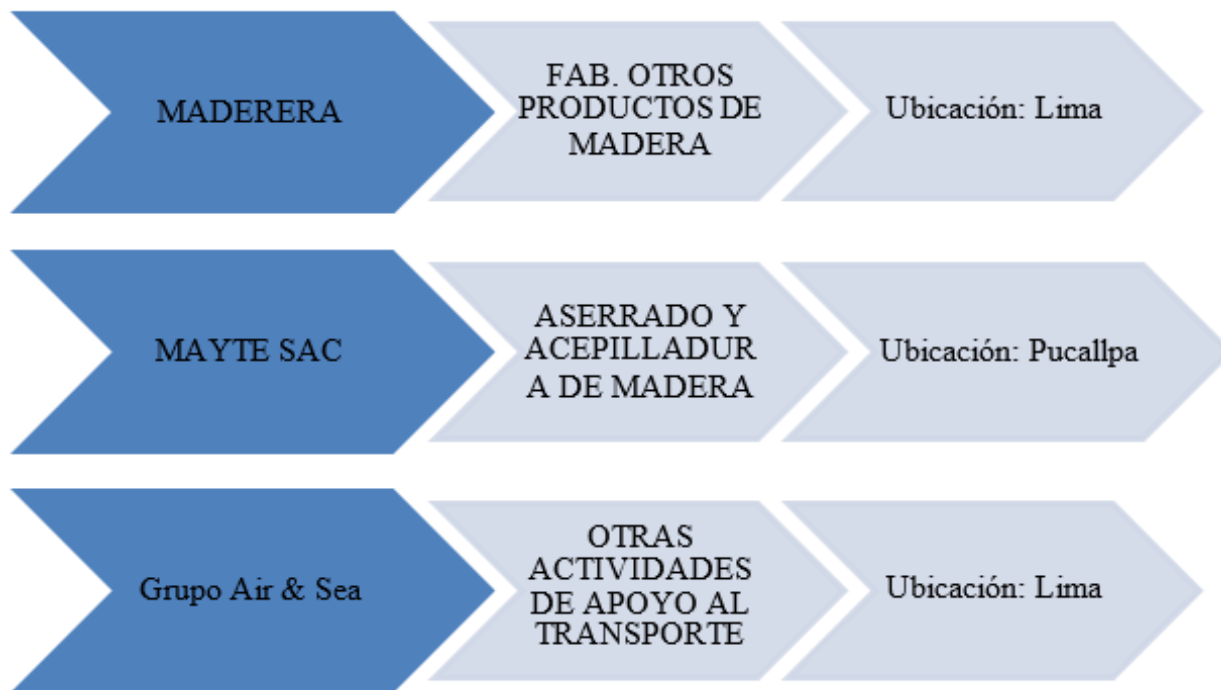 MADERERA
FAB. OTROS
PRODUCTOS DE
MADERA
Ubicación: Lima
MAYTE SAC
ASERRADO Y
ACEPILLADUR
A DE MADERA
Ubicación: Pucallpa
Grupo Air & Sea
OTRAS
ACTIVIDADES
DE APOYO AL
TRANSPORTE
Ubicación: Lima